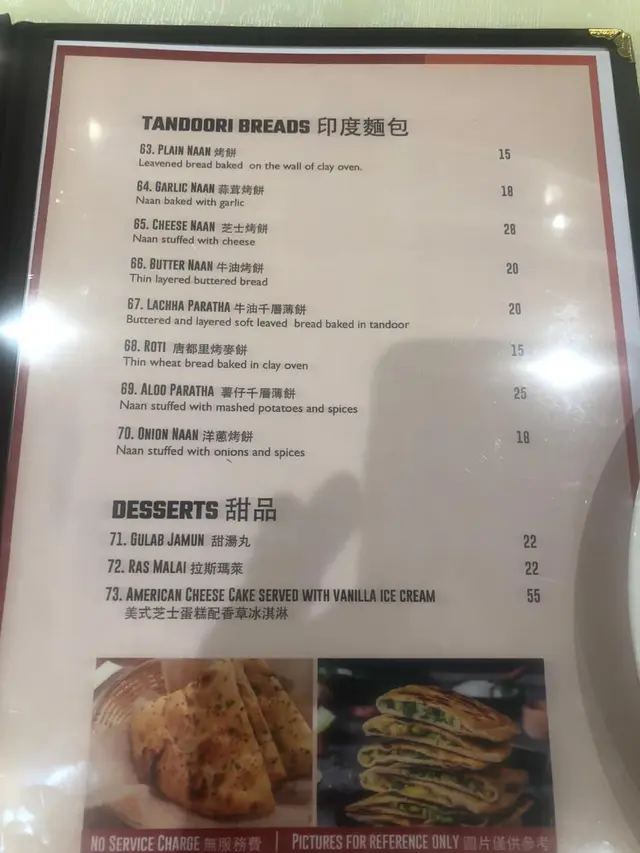 TANDOORI BREADS 印度麵包
63. PLAIN NAAN 烤餅 15
Leavened bread baked on the wall of clay oven.
64. GARLIC NAAN 蒜茸烤餅 18
Naan baked with garlic
65. CHEESE NAAN 芝士烤餅 28
Naan stuffed with cheese
66. BUTTER NAAN 牛油烤餅 20
Thin layered buttered bread
67. LACHHA PARATHA 牛油千層薄餅 20
Buttered and layered soft leaved bread baked in tandoor
68. ROTI 唐都里烤麥餅 15
Thin wheat bread baked in clay oven
69. ALOO PARATHA 薯仔千層薄餅 25
Naan stuffed with mashed potatoes and spices
70. ONION NAAN 洋蔥烤餅 18
Naan stuffed with onions and spices
DESSERTS 甜品
71. GULAB JAMUN 甜湯丸 22
72. RAS MALAI 拉斯瑪萊 22
73. AMERICAN CHEESE CAKE SERVED WITH VANILLA ICE CREAM 55
美式芝士蛋糕配香草冰淇淋
NO SERVICE CHARGE 無服務費 | PICTURES FOR REFERENCE ONLY 圖片僅供參考